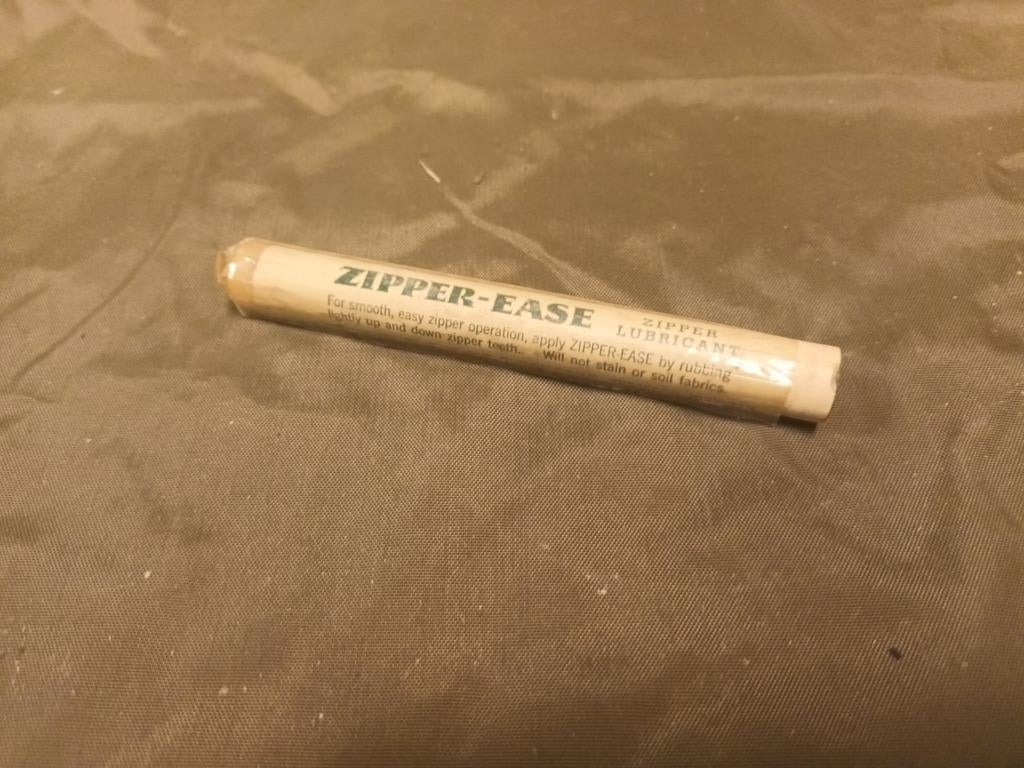 ZIPPER-EASE
ZIPPER
LUBRICANT
For smooth, easy zipper operation, apply ZIPPER-EASE by rubbing
lightly up and down zipper teeth. Will not stain or soil fabrics.